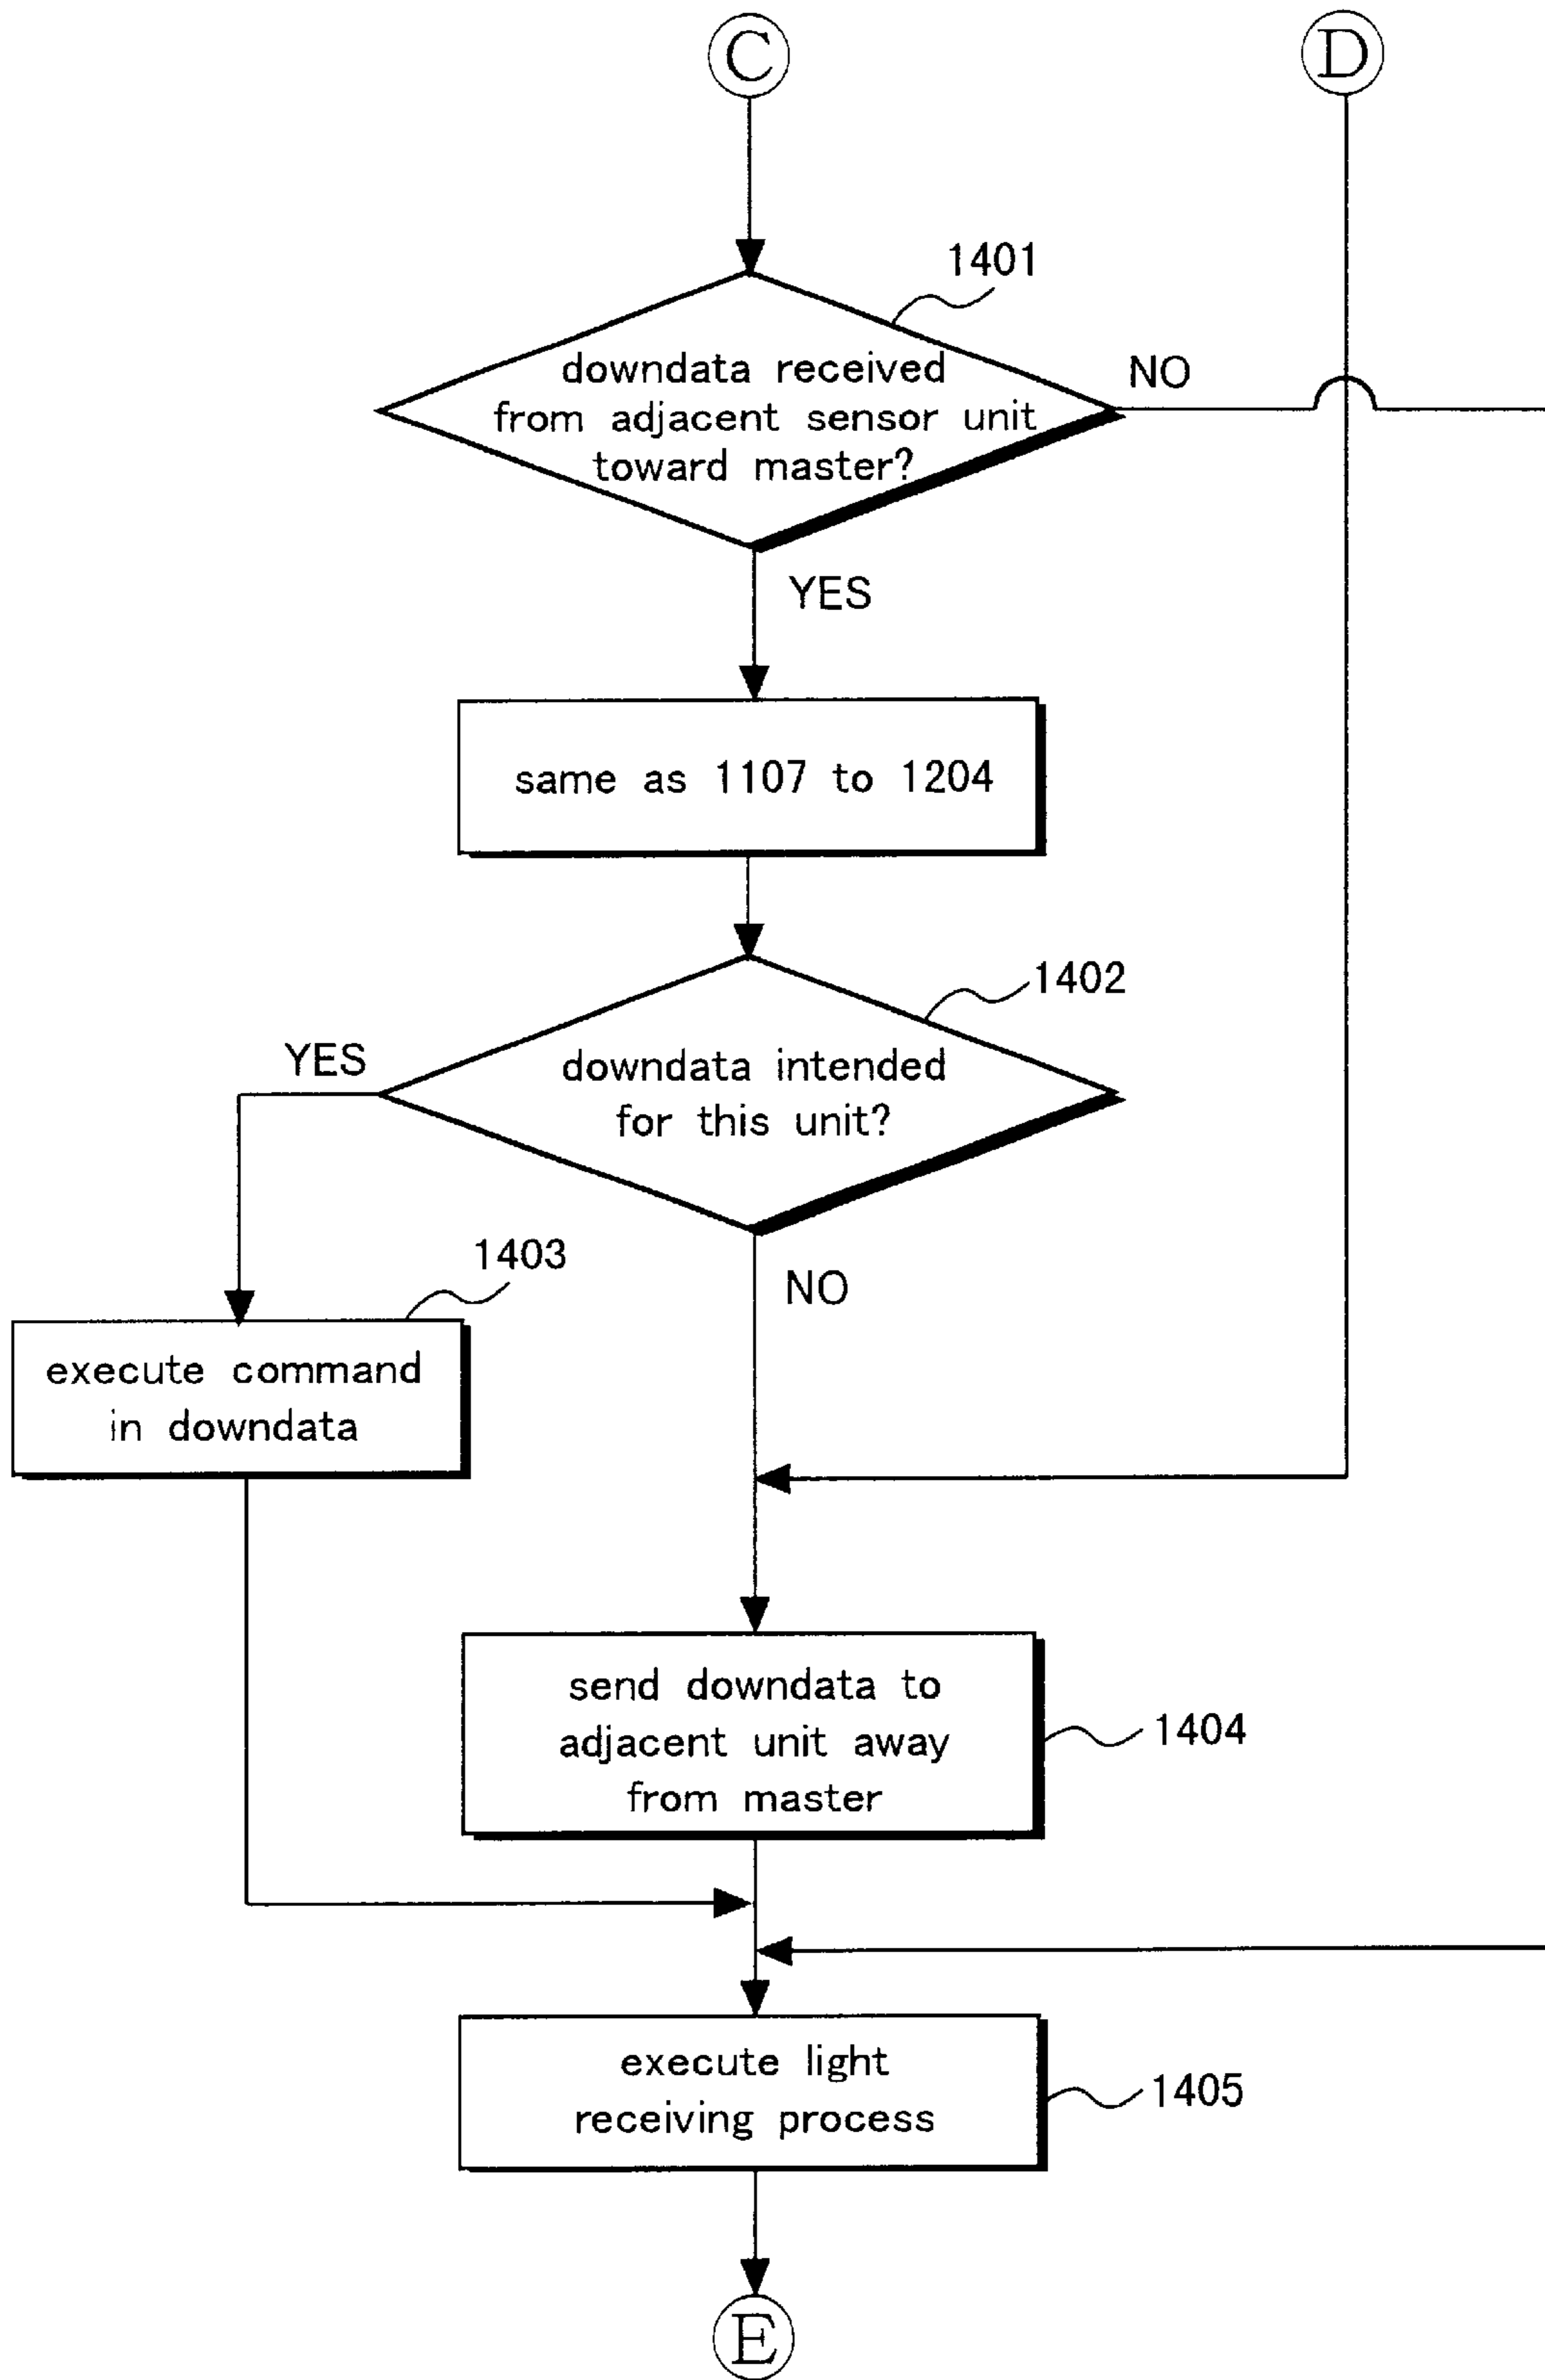 C
D
1401
downdata received
from adjacent sensor unit
toward master?
NO
YES
same as 1107 to 1204
1402
YES
downdata intended
for this unit?
1403
NO
execute command
in downdata
send downdata to
adjacent unit away
from master
1404
execute light
receiving process
1405
E